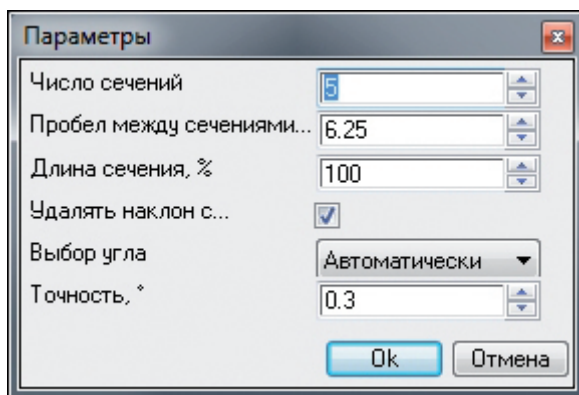 Параметры
Число сечений 5
Пробел между сечениями... 6.25
Длина сечения, % 100
Удалять наклон с...
Выбор угла Автоматически
Точность, ° 0.3
Ok Отмена